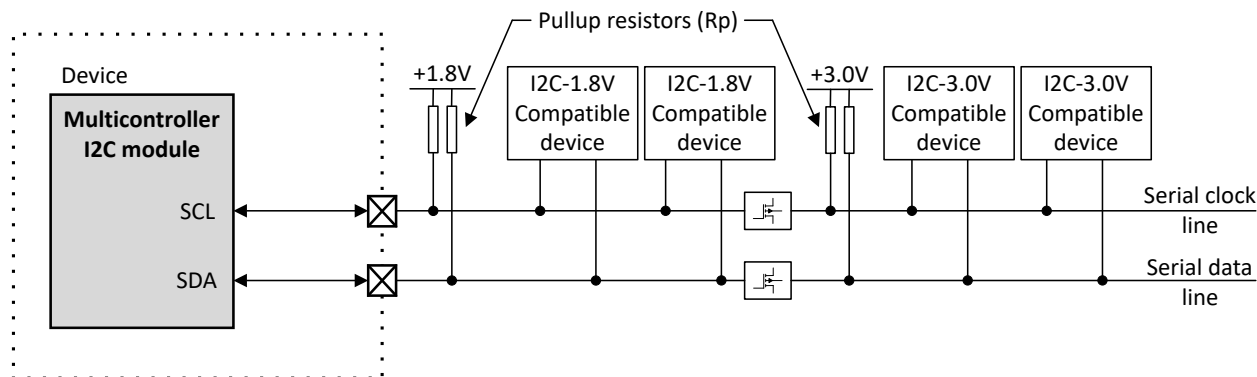 Pullup resistors (Rp)
Device
Multicontroller
I2C module
SCL
SDA
+1.8V
I2C-1.8V
Compatible
device
I2C-1.8V
Compatible
device
+3.0V
I2C-3.0V
Compatible
device
I2C-3.0V
Compatible
device
Serial clock
line
Serial data
line